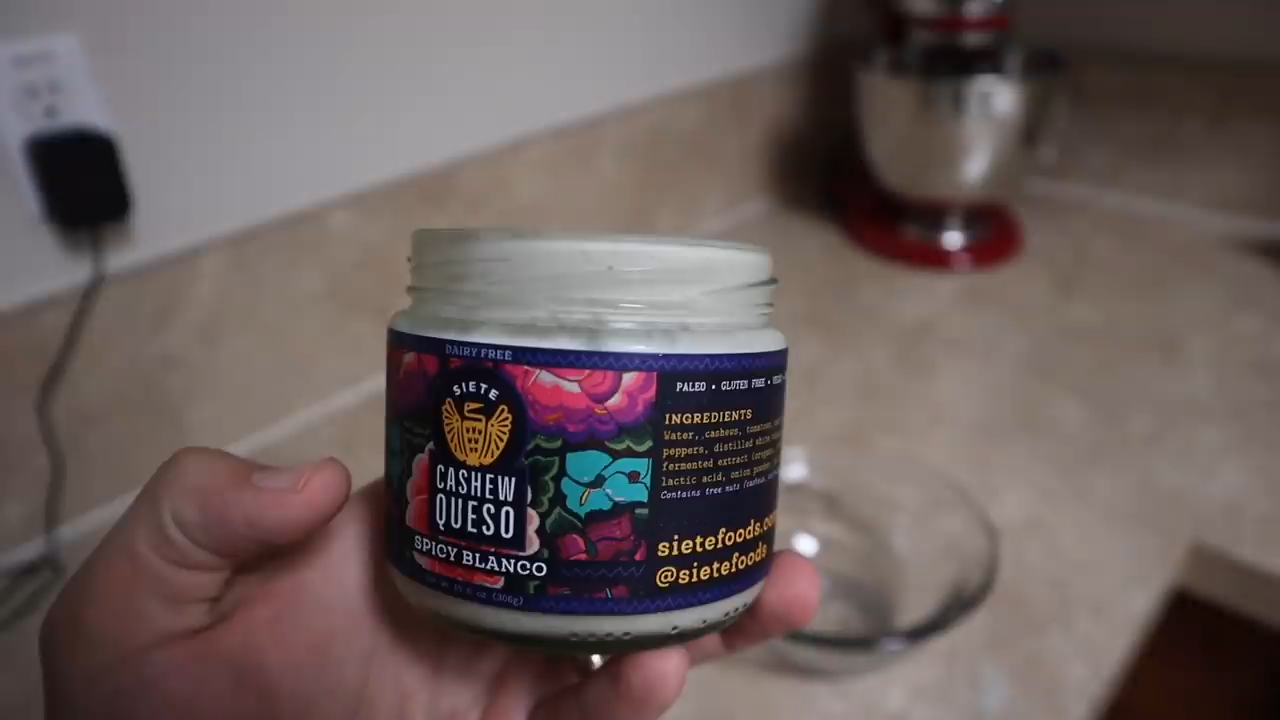 DAIRY FREE
SIETE
CASHEW
QUESO
SPICY BLANCO
(306g)
PALEO • GLUTEN FREE •
INGREDIENTS
Water, cashews, tomatoes,
peppers, distilled white
fermented extract
lactic acid, onion powder,
Contains tree nuts
sietefoods.co
@sietefoods